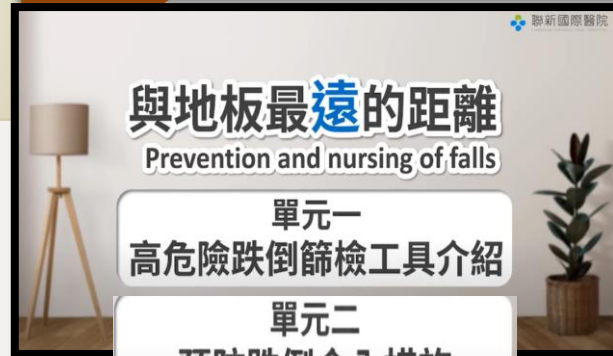 聯新國際醫院
與地板最遠的距離
Prevention and nursing of falls
單元一
高危險跌倒篩檢工具介紹
單元二